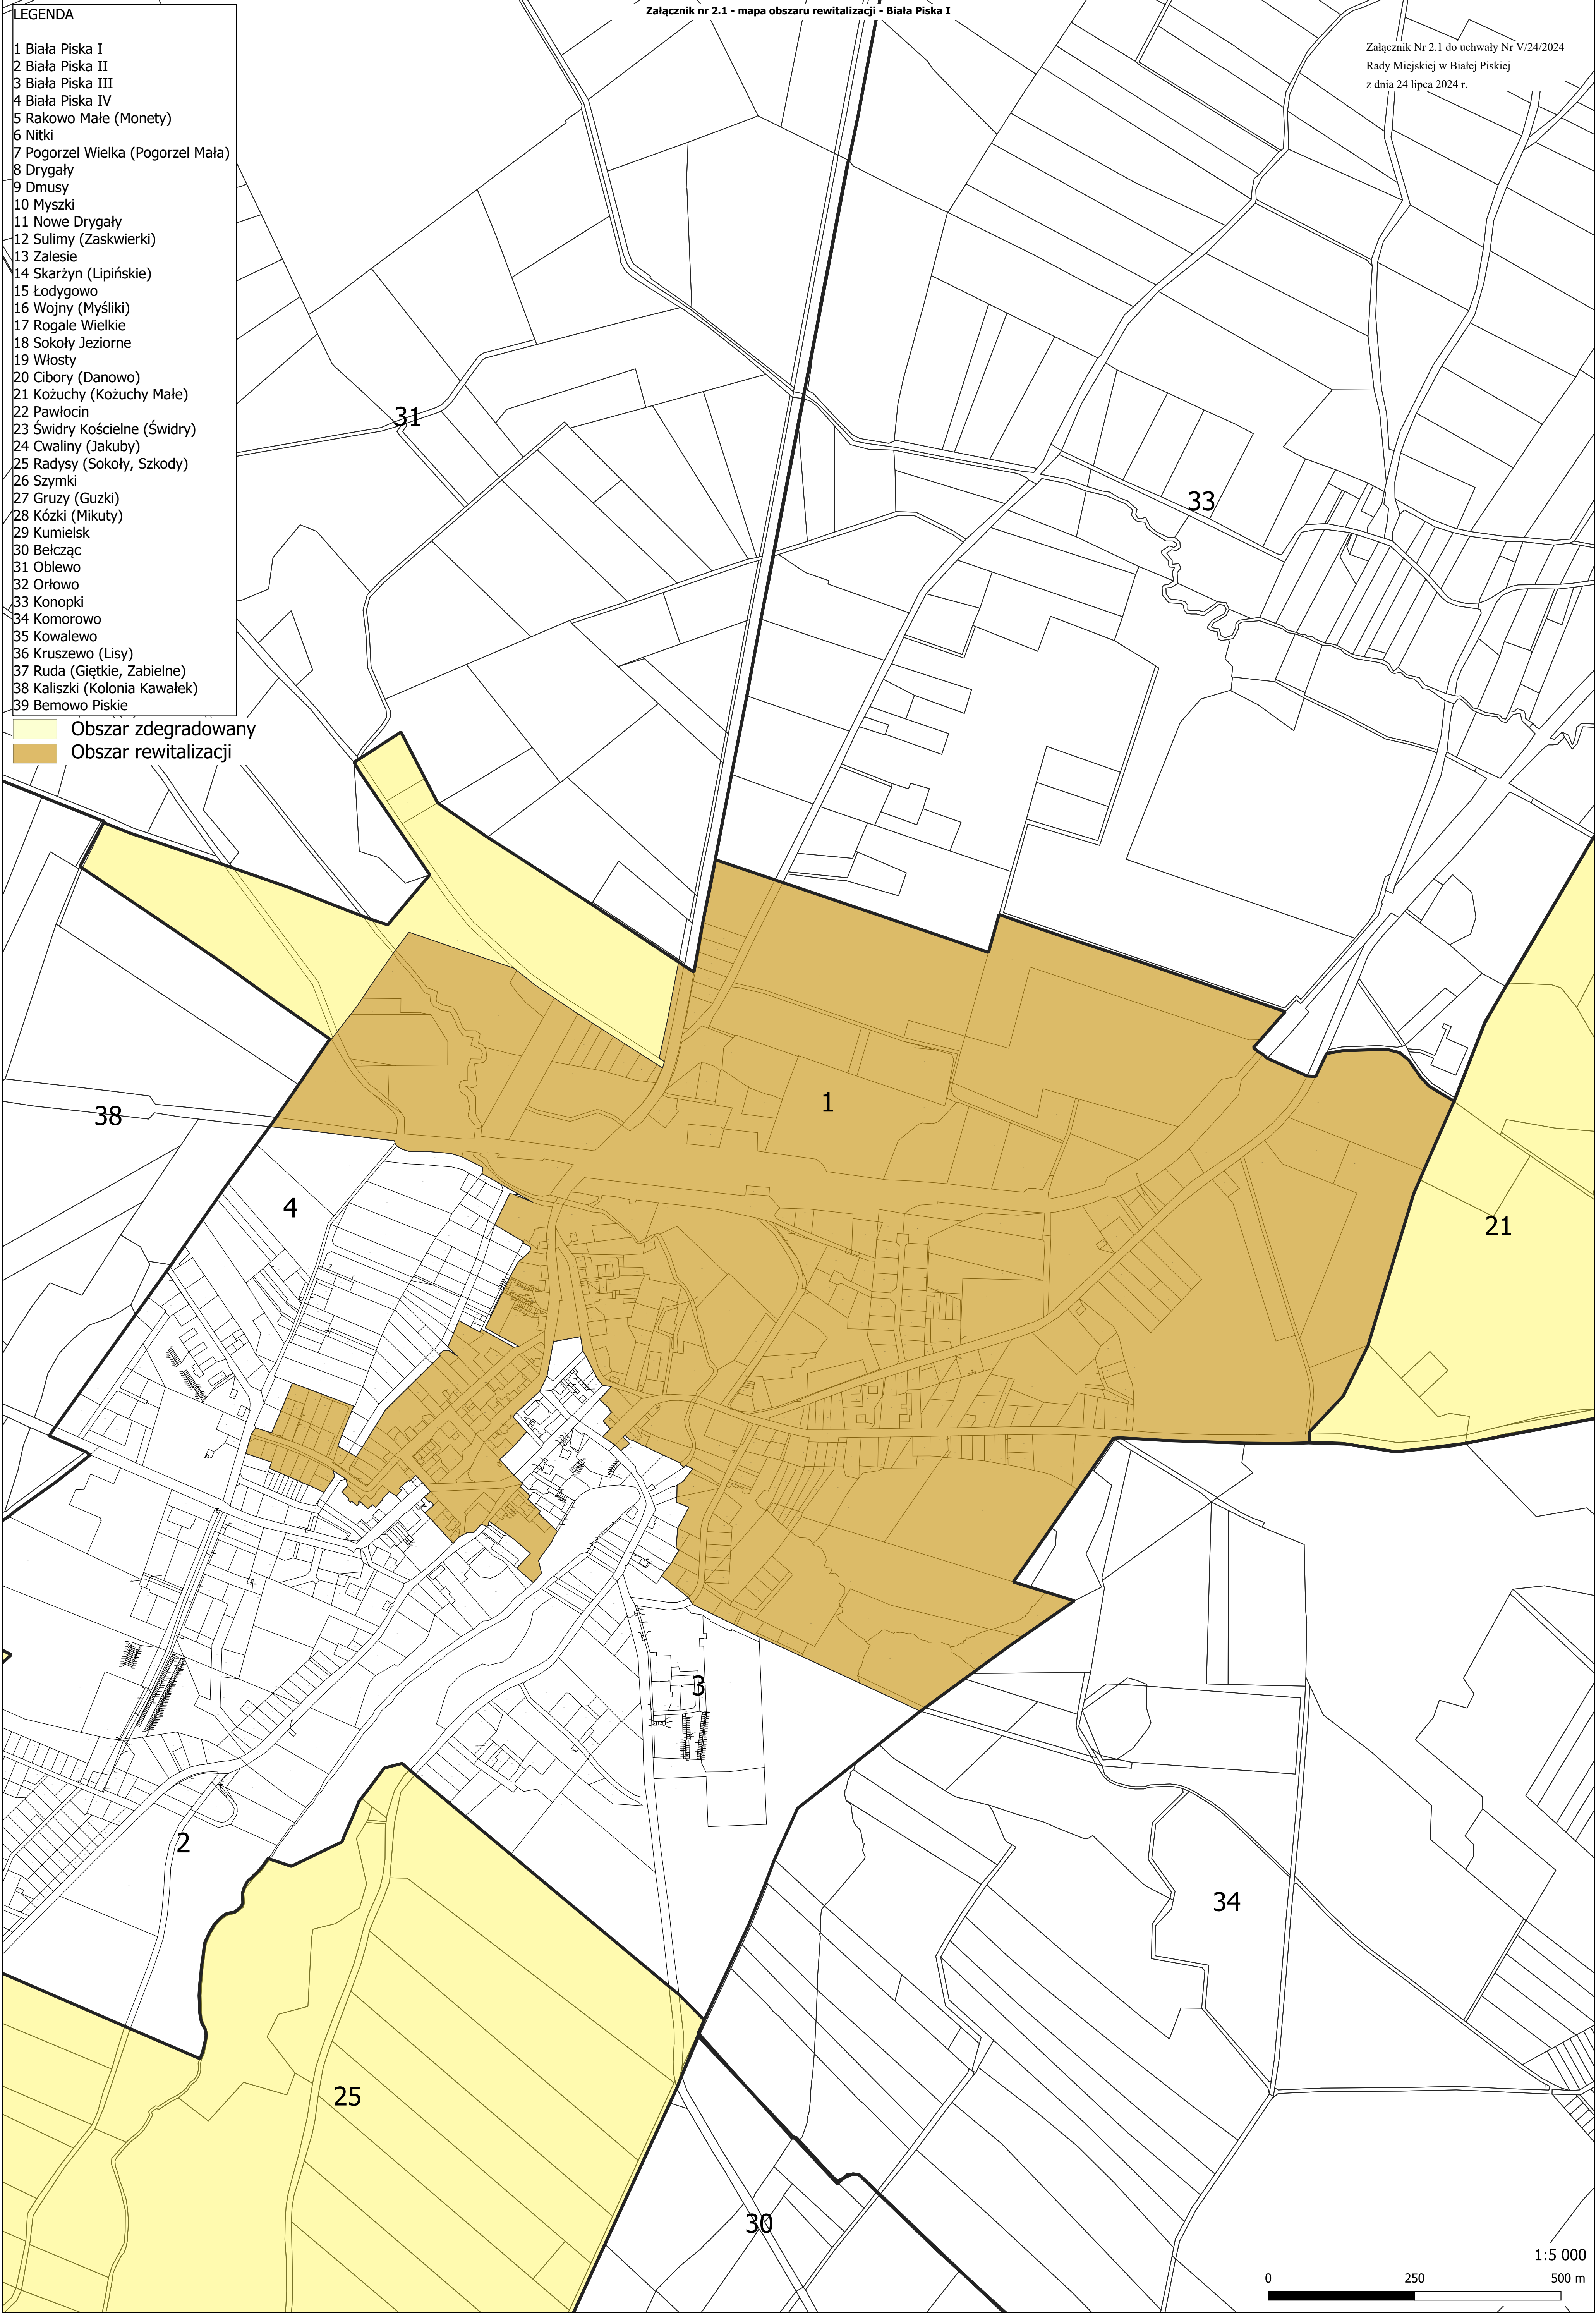 Załącznik nr 2.1 - mapa obszaru rewitalizacji - Biała Piska I
Załącznik Nr 2.1 do uchwały Nr V/24/2024
Rady Miejskiej w Białej Piskiej
z dnia 24 lipca 2024 r.
LEGENDA
1 Biała Piska I
2 Biała Piska II
3 Biała Piska III
4 Biała Piska IV
5 Rakowo Małe (Monety)
6 Nitki
7 Pogorzel Wielka (Pogorzel Mała)
8 Drygały
9 Dmusy
10 Myszki
11 Nowe Drygały
12 Sulimy (Zaskwierki)
13 Zalesie
14 Skarżyn (Lipińskie)
15 Łodygowo
16 Wojny (Myśliki)
17 Rogale Wielkie
18 Sokoły Jeziorne
19 Włosty
20 Cibory (Danowo)
21 Kożuchy (Kożuchy Małe)
22 Pawłocin
23 Świdry Kościelne (Świdry)
24 Cwaliny (Jakuby)
25 Radysy (Sokoły, Szkody)
26 Szymki
27 Gruzy (Guzki)
28 Kózki (Mikuty)
29 Kumielsk
30 Bełcząc
31 Oblewo
32 Orłowo
33 Konopki
34 Komorowo
35 Kowalewo
36 Kruszewo (Lisy)
37 Ruda (Giętkie, Zabielne)
38 Kaliszki (Kolonia Kawałek)
39 Bemowo Piskie
Obszar zdegradowany
Obszar rewitalizacji
31
33
1
38
4
21
3
2
34
25
30
1:5 000
0 250 500 m